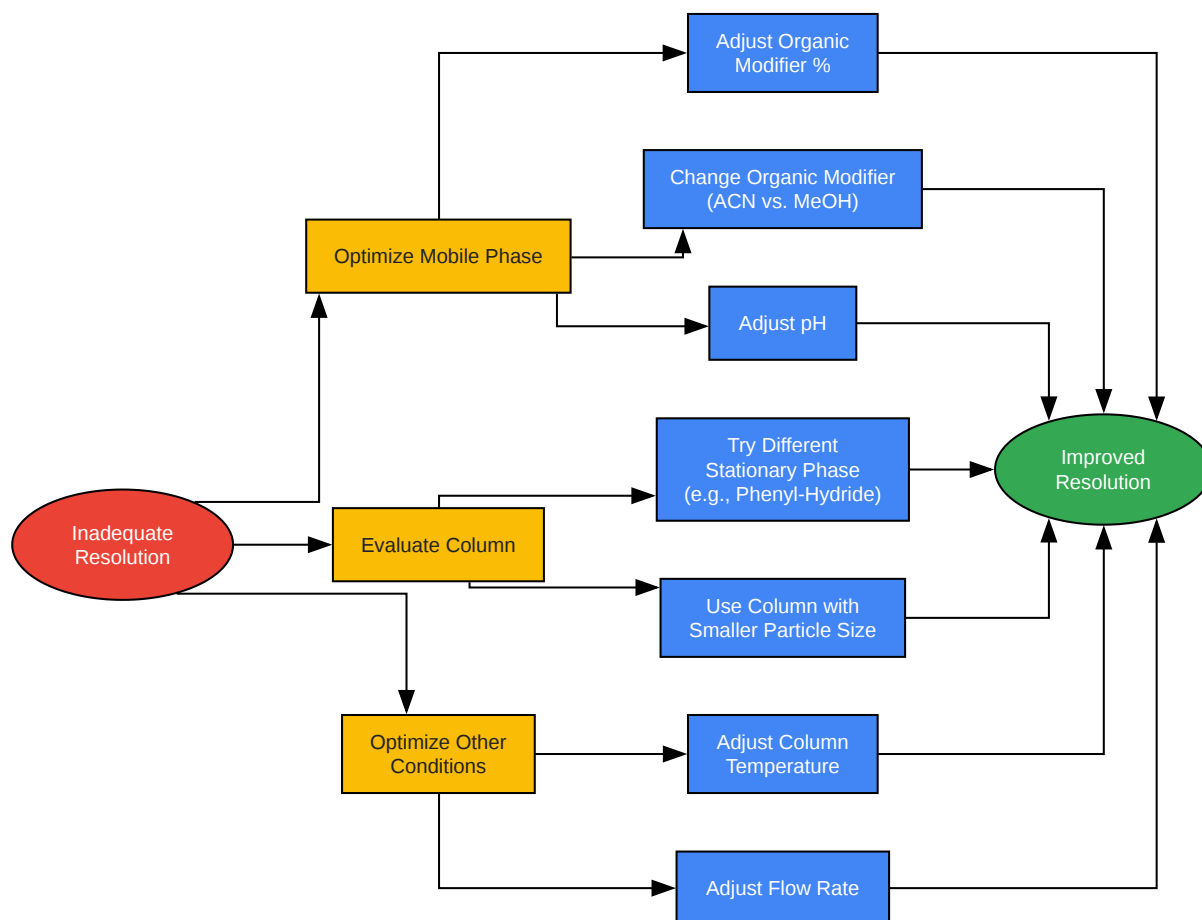 Adjust Organic
Modifier %
Change Organic Modifier
(ACN vs. MeOH)
Optimize Mobile Phase
Adjust pH
Try Different
Stationary Phase
(e.g., Phenyl-Hydride)
Improved
Resolution
Inadequate
Resolution
Evaluate Column
Use Column with
Smaller Particle Size
Optimize Other
Conditions
Adjust Column
Temperature
Adjust Flow Rate